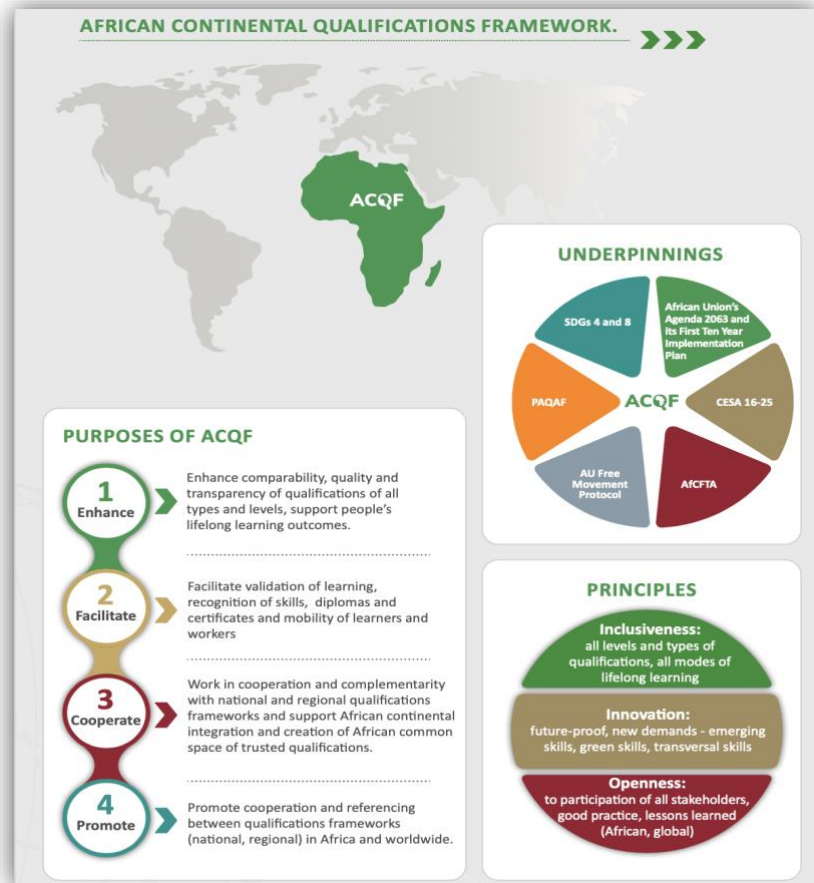 AFRICAN CONTINENTAL QUALIFICATIONS FRAMEWORK.
ACQF
UNDERPINNINGS
SDGs 4 and 8
African Union's
Agenda 2063 and
its First Ten Year
Implementation
Plan
PAQAF
ACQF
CESA 16-25
AU Free
Movement
Protocol
AfCFTA
PURPOSES OF ACQF
1
Enhance
Enhance comparability, quality and
transparency of qualifications of all
types and levels, support people's
lifelong learning outcomes.
2
Facilitate
Facilitate validation of learning,
recognition of skills, diplomas and
certificates and mobility of learners and
workers
3
Cooperate
Work in cooperation and complementarity
with national and regional qualifications
frameworks and support African continental
integration and creation of African common
space of trusted qualifications.
4
Promote
Promote cooperation and referencing
between qualifications frameworks
(national, regional) in Africa and worldwide.
PRINCIPLES
Inclusiveness:
all levels and types of
qualifications, all modes of
lifelong learning
Innovation:
future-proof, new demands - emerging
skills, green skills, transversal skills
Openness:
to participation of all stakeholders,
good practice, lessons learned
(African, global)